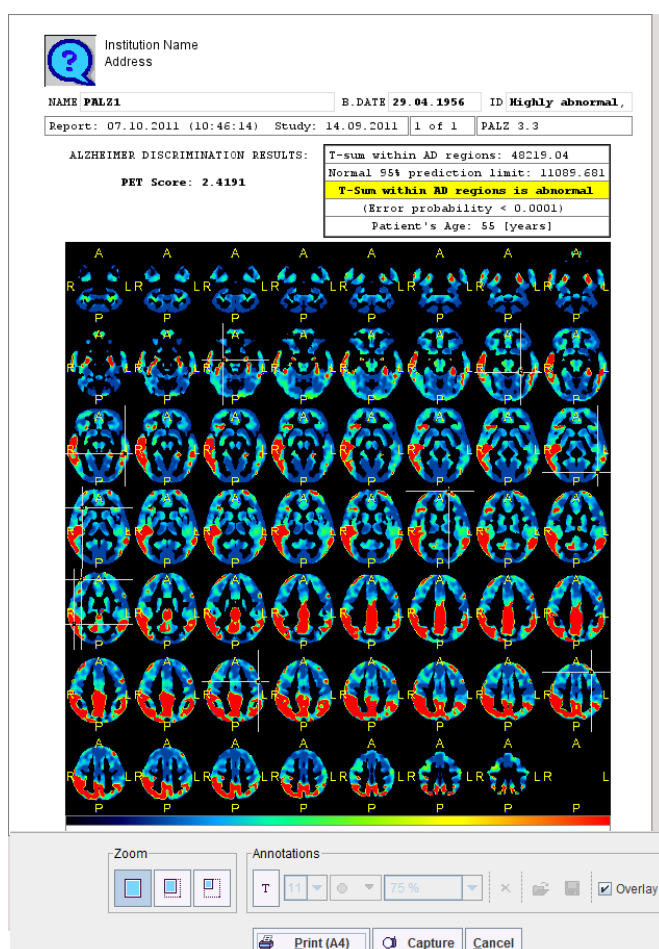 Institution Name
Address
NAME PALZ1 B.DATE 29.04.1956 ID Highly abnormal,
Report: 07.10.2011 (10:46:14) Study: 14.09.2011 1 of 1 PALZ 3.3
ALZHEIMER DISCRIMINATION RESULTS:
PET Score: 2.4191
T-sum within AD regions: 48219.04
Normal 95% prediction limit: 11089.681
T-Sum within AD regions is abnormal
(Error probability < 0.0001)
Patient's Age: 55 [years]
A A A A A A A A
R L R L R L R L R L R L R L R L
P P P P P P P P
A A A A A A A A
R L R L R L R L R L R L R L R L
P P P P P P P P
A A A A A A A A
R L R L R L R L R L R L R L R L
P P P P P P P P
A A A A A A A A
R L R L R L R L R L R L R L R L
P P P P P P P P
A A A A A A A A
R L R L R L R L R L R L R L R L
P P P P P P P P
A A A A A A A A
R L R L R L R L R L R L R L R L
P P P P P P P P
A A A A A A A A
R L R L R L R L R L R L R L R L
P P P P P P P P
Zoom
Annotations
T 11 75 % Overlay
Print (A4) Capture Cancel